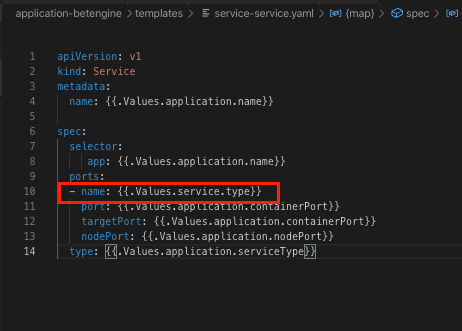 application-betengine > templates > service-service.yaml > {map} > spec >
1 apiVersion: v1
2 kind: Service
3 metadata:
4 name: {{.Values.application.name}}
5
6 spec:
7 selector:
8 app: {{.Values.application.name}}
9 ports:
10 - name: {{.Values.service.type}}
11 port: {{.Values.application.containerPort}}
12 targetPort: {{.Values.application.containerPort}}
13 nodePort: {{.Values.application.nodePort}}
14 type: {{.Values.application.serviceType}}